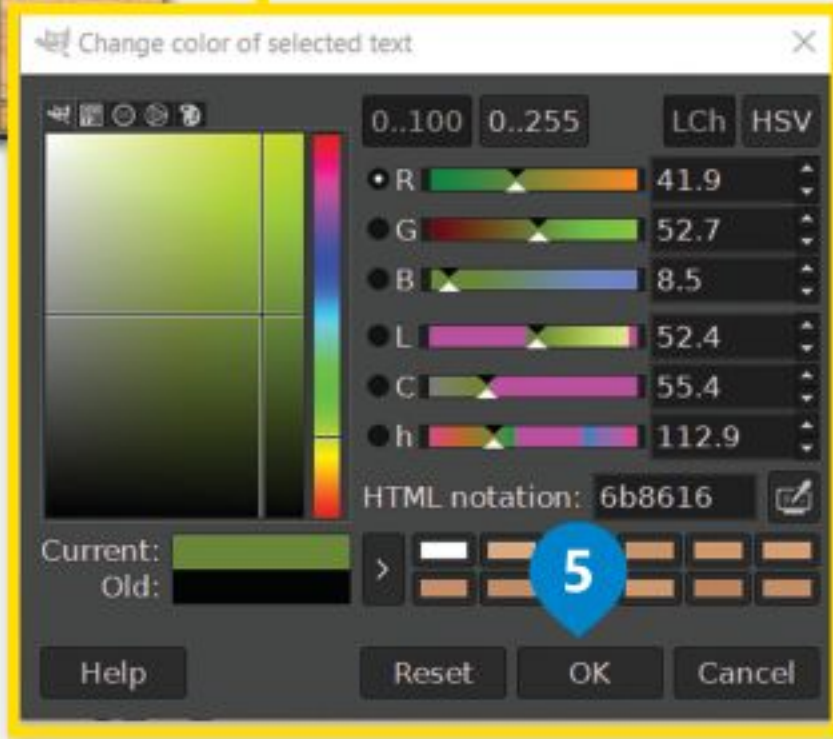 Change color of selected text
0..100 0..255 LCh HSV
R 41.9
G 52.7
B 8.5
L 52.4
C 55.4
h 112.9
HTML notation: 6b8616
Current:
Old:
>
5
Help Reset OK Cancel